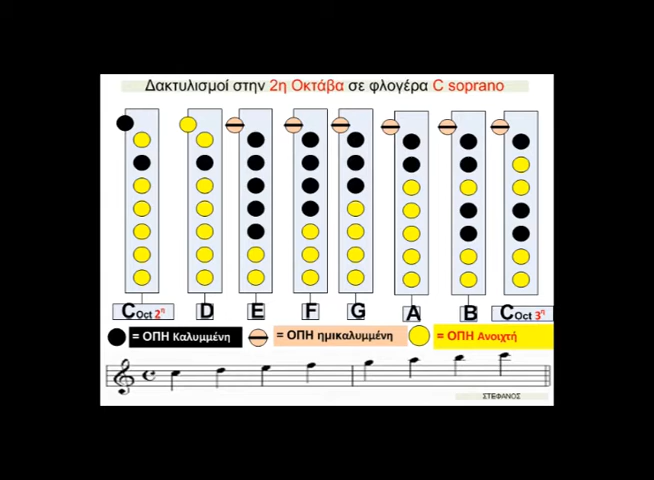 Δακτυλισμοί στην 2η Οκτάβα σε φλογέρα C soprano
C Oct 2η D E F G A B C Oct 3η
= ΟΠΗ Καλυμμένη = ΟΠΗ ημικαλυμμένη = ΟΠΗ Ανοιχτή
ΣΤΕΦΑΝΟΣ